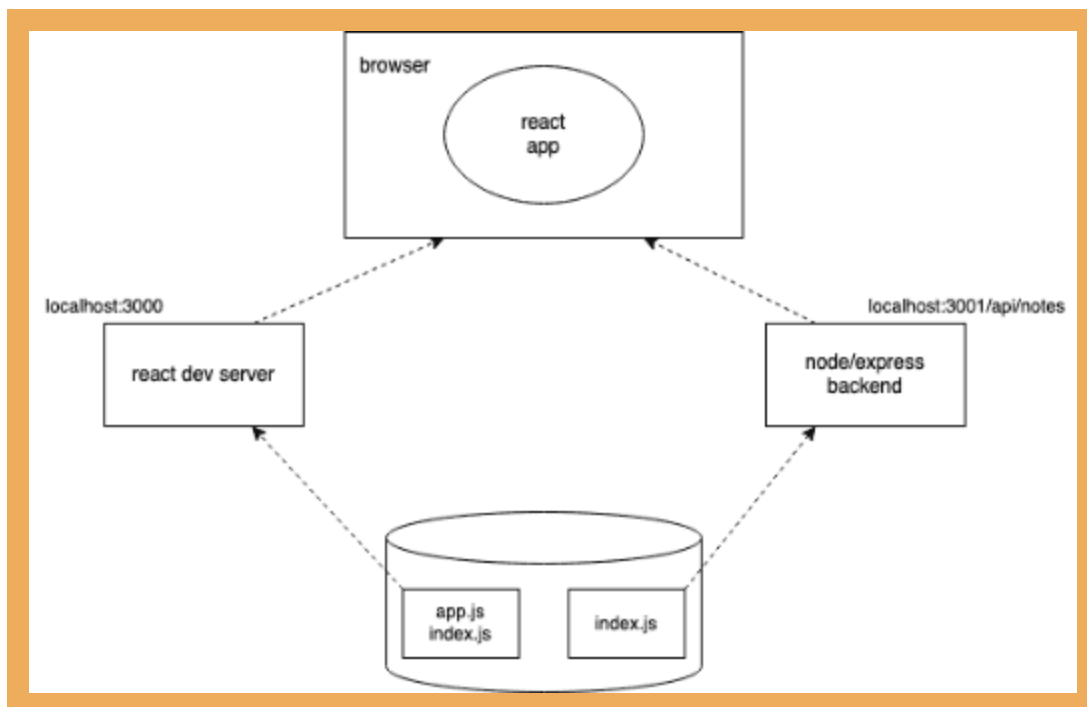 browser
react
app
localhost:3000
localhost:3001/api/notes
react dev server
node/express
backend
app.js
index.js
index.js